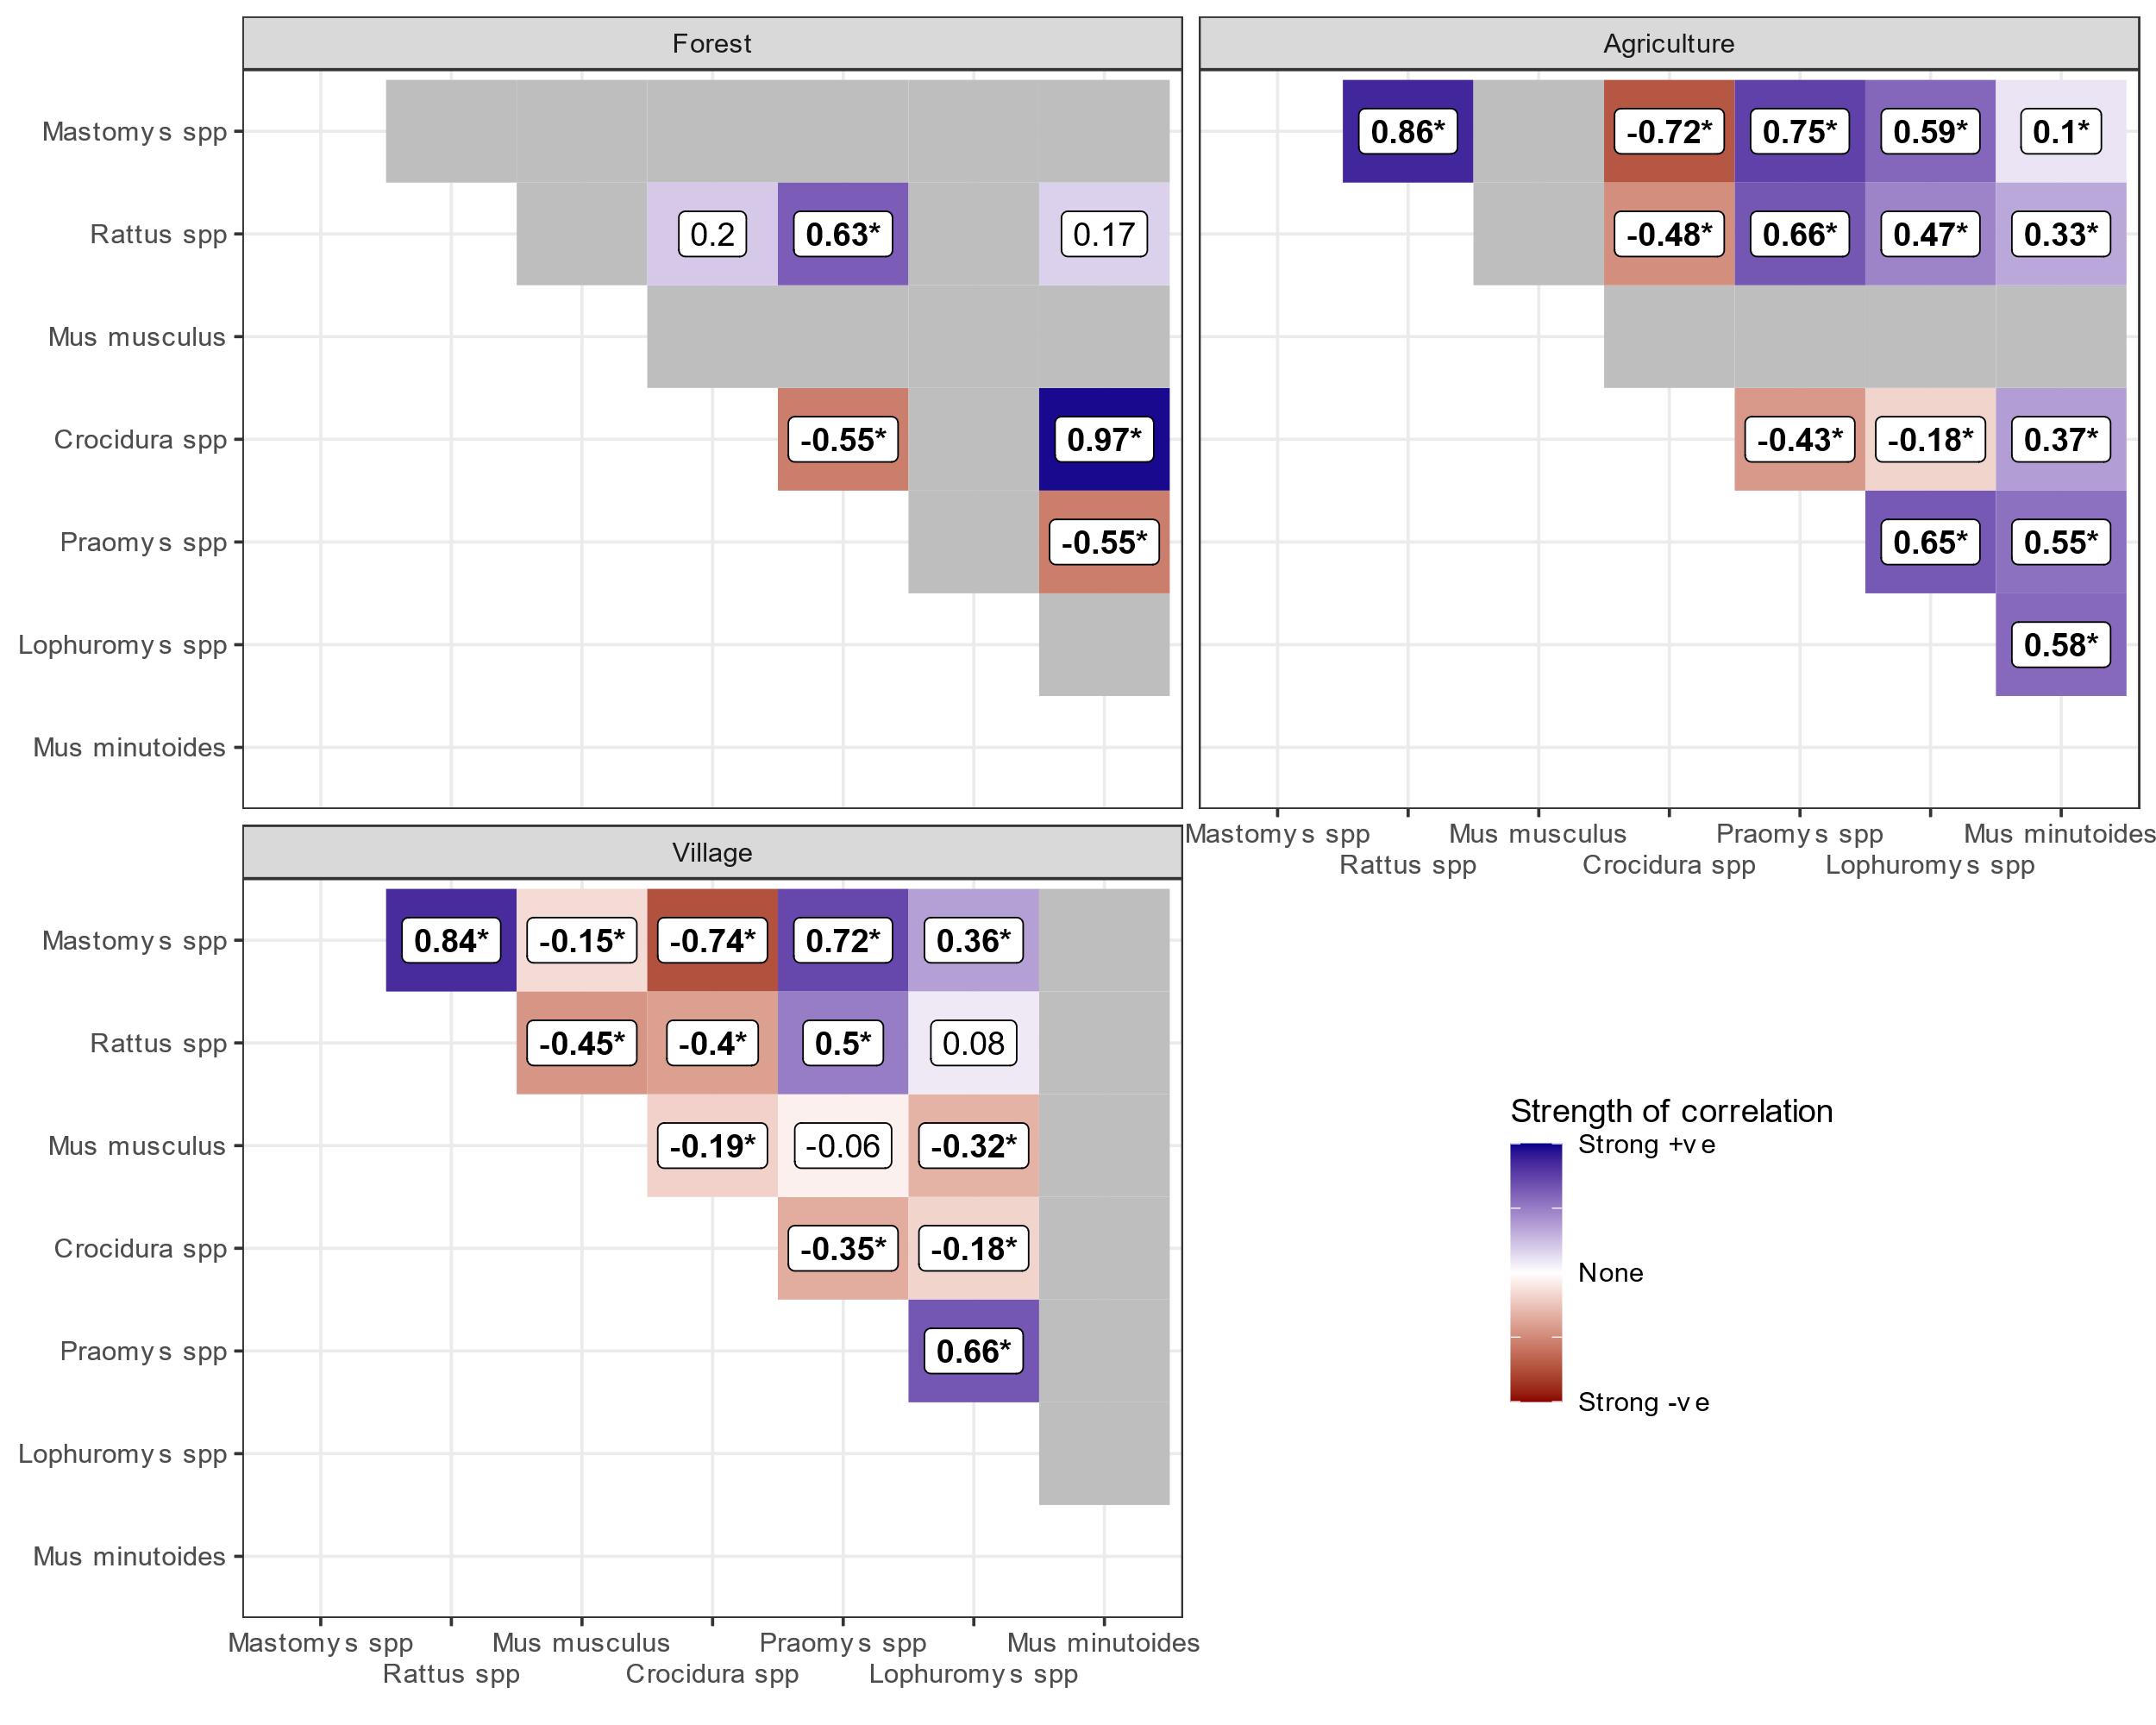 Forest
Agriculture
Mastomys spp
0.86*
-0.72*
0.75*
0.59*
0.1*
Rattus spp
0.2
0.63*
0.17
-0.48*
0.66*
0.47*
0.33*
Mus musculus
Crocidura spp
-0.55*
0.97*
-0.43*
-0.18*
0.37*
Praomys spp
-0.55*
0.65*
0.55*
Lophuromys spp
0.58*
Mus minutoides
Mastomys spp
Mus musculus
Praomys spp
Mus minutoides
Rattus spp
Crocidura spp
Lophuromys spp
Village
Mastomys spp
0.84*
-0.15*
-0.74*
0.72*
0.36*
Rattus spp
-0.45*
-0.4*
0.5*
0.08
Mus musculus
-0.19*
-0.06
-0.32*
Crocidura spp
-0.35*
-0.18*
Praomys spp
0.66*
Lophuromys spp
Mus minutoides
Mastomys spp
Mus musculus
Praomys spp
Mus minutoides
Rattus spp
Crocidura spp
Lophuromys spp
Strength of correlation
Strong +ve
None
Strong -ve